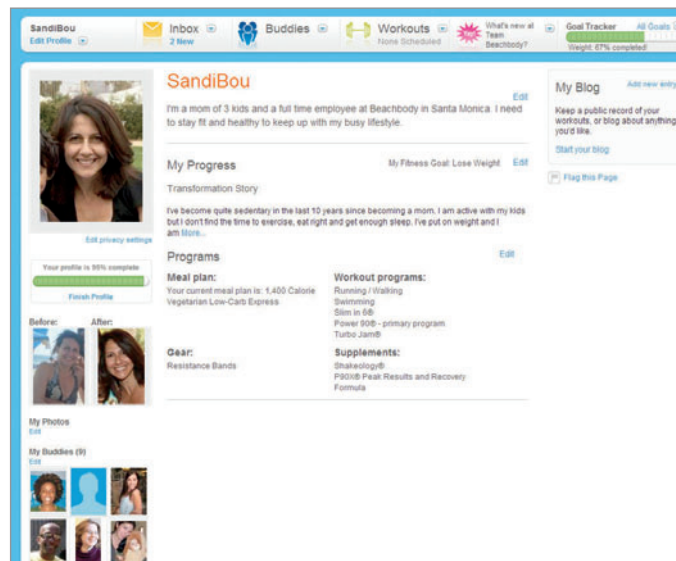 SandiBou
Edit Profile
Inbox
2 New
Buddies
Workouts
None Scheduled
What's new at
Team
Beachbody?
Goal Tracker
All Goals
Weight: 67% completed
SandiBou
Edit
I'm a mom of 3 kids and a full time employee at Beachbody in Santa Monica. I need
to stay fit and healthy to keep up with my busy lifestyle.
My Progress
My Fitness Goal: Lose Weight
Edit
Transformation Story
I've become quite sedentary in the last 10 years since becoming a mom. I am active with my kids
but I don't find the time to exercise, eat right and get enough sleep. I've put on weight and I
am More...
Programs
Edit
Meal plan:
Your current meal plan is: 1,400 Calorie
Vegetarian Low-Carb Express
Workout programs:
Running / Walking
Swimming
Slim in 6®
Power 90® - primary program
Turbo Jam®
Gear:
Resistance Bands
Supplements:
Shakeology®
P90X® Peak Results and Recovery
Formula
My Blog
Add new entry
Keep a public record of your
workouts, or blog about anything
you'd like.
Start your blog
Flag this Page
Edit privacy settings
Your profile is 95% complete
Finish Profile
Before:
After:
My Photos
Edit
My Buddies (9)
Edit